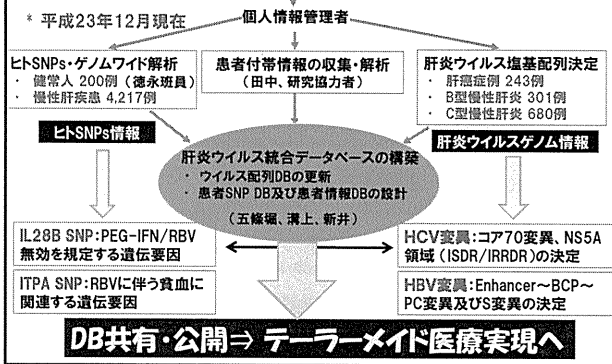 * 平成23年12月現在
個人情報管理者
ヒトSNPs・ゲノムワイド解析
・ 健常人 200例 (徳永班員)
・ 慢性肝疾患 4,217例
患者付帯情報の収集・解析
(田中、研究協力者)
肝炎ウイルス塩基配列決定
・ 肝癌症例 243例
・ B型慢性肝炎 301例
・ C型慢性肝炎 680例
ヒトSNPs情報
肝炎ウイルスゲノム情報
肝炎ウイルス統合データベースの構築
・ ウイルス配列DBの更新
・ 患者SNP DB及び患者情報DBの設計
(五條堀、溝上、新井)
IL28B SNP:PEG-IFN/RBV
無効を規定する遺伝要因
ITPA SNP:RBVに伴う貧血に
関連する遺伝要因
HCV変異:コア70変異、NS5A
領域(ISDR/IRRDR)の決定
HBV変異:Enhancer~BCP~
PC変異及びS変異の決定
DB共有・公開⇒ テーラーメイド医療実現へ